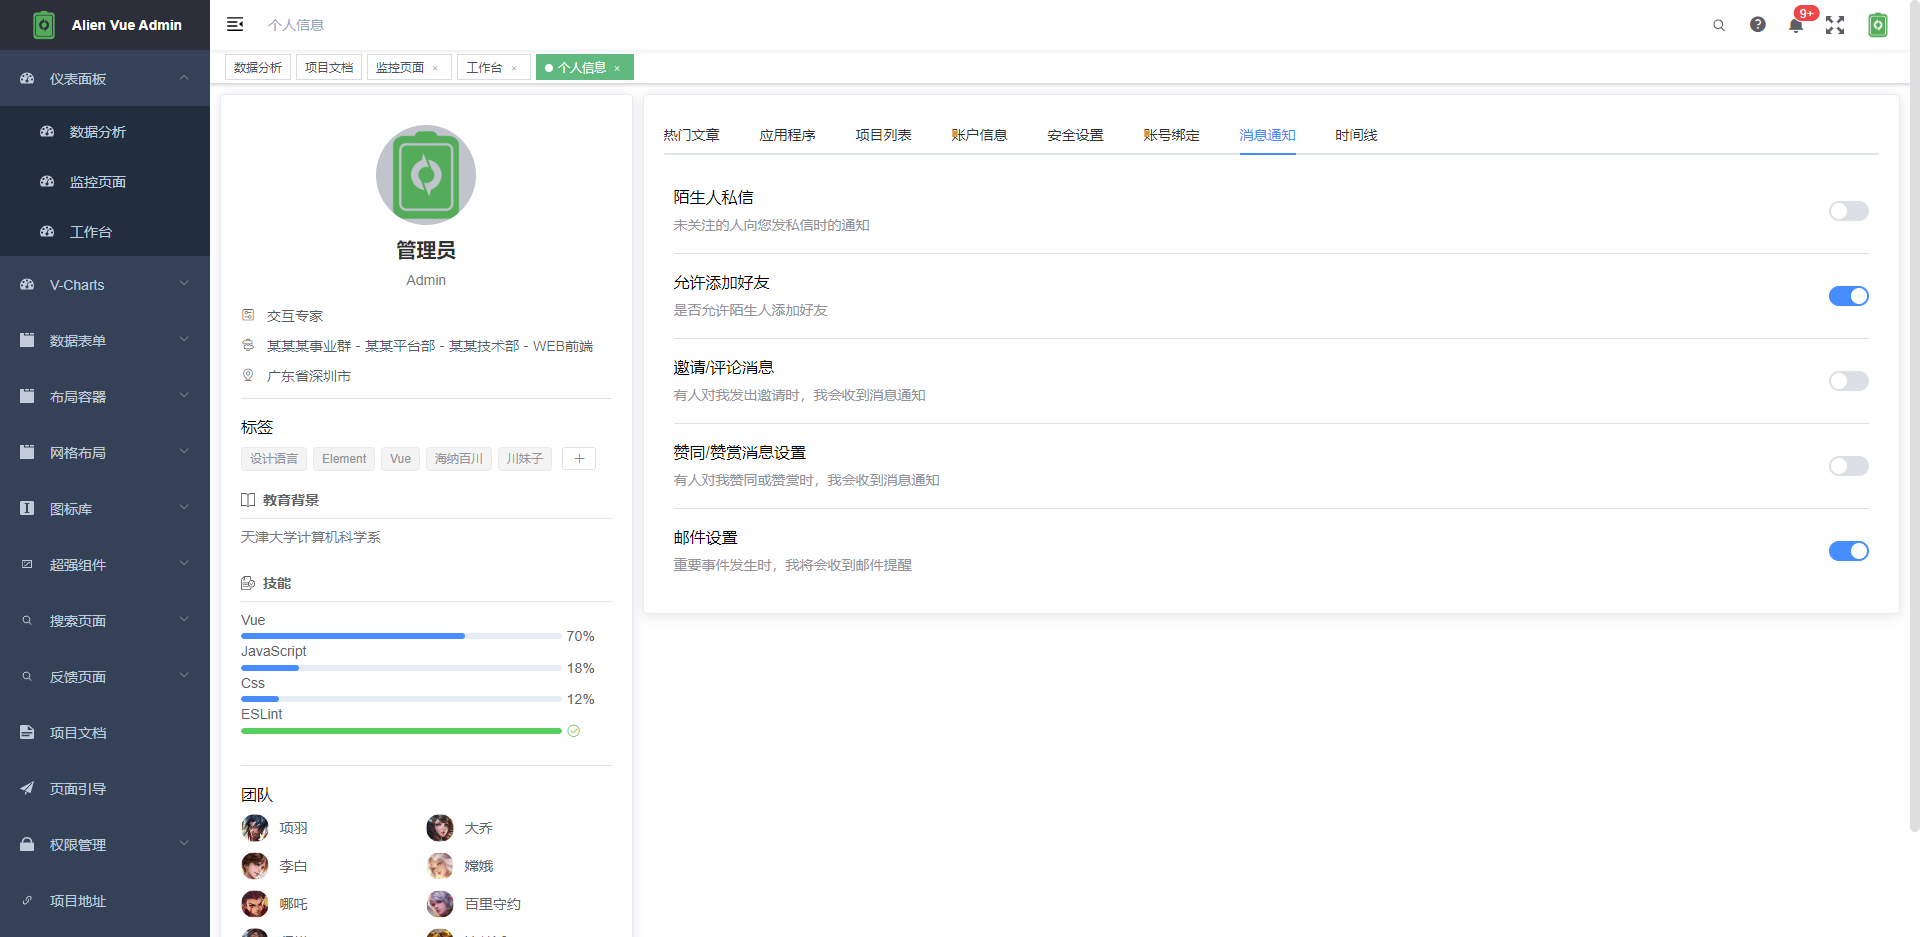 Alien Vue Admin
个人信息
9+
仪表面板
数据分析
监控页面
工作台
V-Charts
数据表单
布局容器
网格布局
图标库
超强组件
搜索页面
反馈页面
项目文档
页面引导
权限管理
项目地址
数据分析
项目文档
监控页面 ×
工作台 ×
个人信息 ×
管理员
Admin
交互专家
某某某事业群 - 某某平台部 - 某某技术部 - WEB前端
广东省深圳市
标签
设计语言
Element
Vue
海纳百川
川妹子
教育背景
天津大学计算机科学系
技能
Vue
70%
JavaScript
18%
Css
12%
ESLint
团队
项羽
大乔
李白
嫦娥
哪吒
百里守约
热门文章
应用程序
项目列表
账户信息
安全设置
账号绑定
消息通知
时间线
陌生人私信
未关注的人向您发私信时的通知
允许添加好友
是否允许陌生人添加好友
邀请/评论消息
有人对我发出邀请时，我会收到消息通知
赞同/赞赏消息设置
有人对我赞同或赞赏时，我会收到消息通知
邮件设置
重要事件发生时，我将会收到邮件提醒